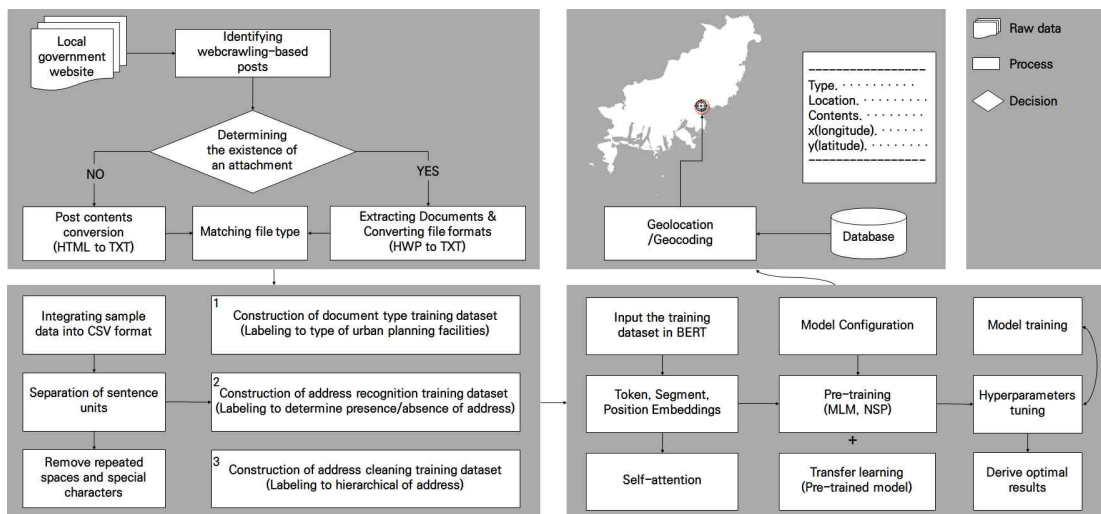 Local
government
website
Identifying
webcrawling-based
posts
Determining
the existence of
an attachment
NO
YES
Post contents
conversion
(HTML to TXT)
Matching file type
Extracting Documents &
Converting file formats
(HWP to TXT)
Type. . . . . . . . . . .
Location. . . . . . . . .
Contents. . . . . . . . .
x(longitude). . . . . . .
y(latitude). . . . . . . .
Geolocation
/Geocoding
Database
Raw data
Process
Decision
Integrating sample
data into CSV format
Separation of sentence
units
Remove repeated
spaces and special
characters
1
Construction of document type training dataset
(Labeling to type of urban planning facilities)
2
Construction of address recognition training dataset
(Labeling to determine presence/absence of address)
3
Construction of address cleaning training dataset
(Labeling to hierarchical of address)
Input the training
dataset in BERT
Token, Segment,
Position Embeddings
Self-attention
Model Configuration
Pre-training
(MLM, NSP)
+
Transfer learning
(Pre-trained model)
Model training
Hyperparameters
tuning
Derive optimal
results